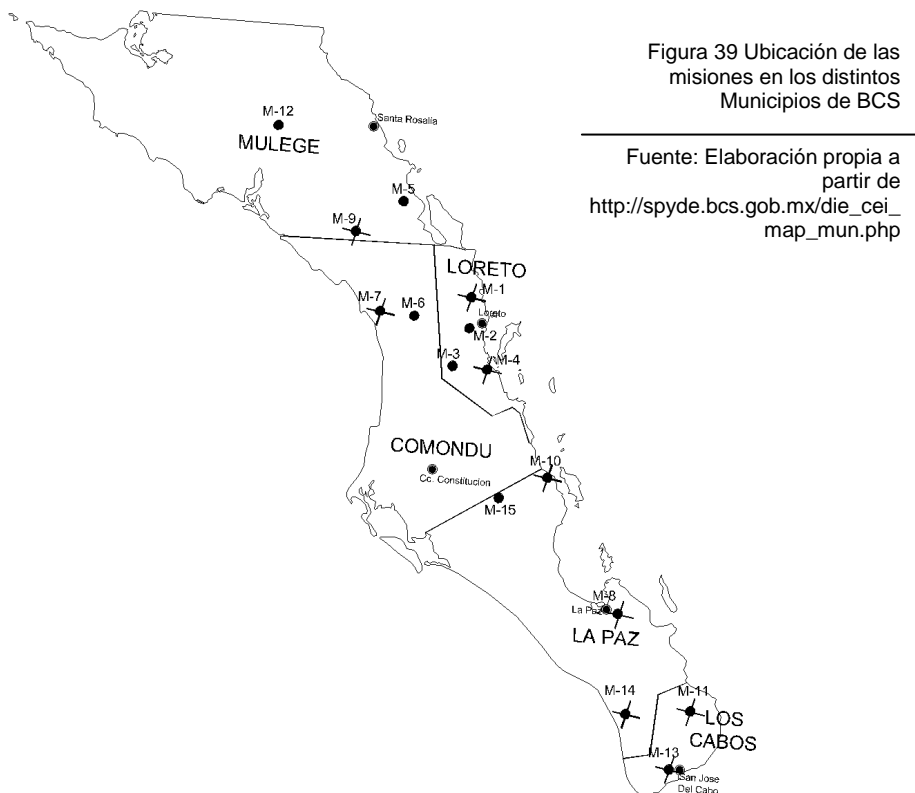 Figura 39 Ubicación de las
misiones en los distintos
Municipios de BCS
Fuente: Elaboración propia a
partir de
http://spyde.bcs.gob.mx/die_cei_
map_mun.php
M-12
Santa Rosalia
MULEGE
M-5
M-9
LORETO
M-1
M-7
M-6
Loreto
M-2
M-3
M-4
COMONDU
M-10
Cc. Constitucion
M-15
M-8
La Paz
LA PAZ
M-14
M-11
LOS
CABOS
M-13
San Jose
Del Cabo